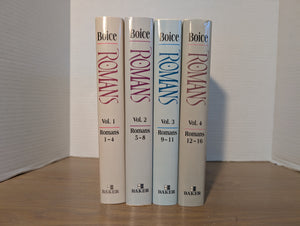 Boice
ROMANS
Vol. 1
Romans
1–4
BAKER
Boice
ROMANS
Vol. 2
Romans
5–8
BAKER
Boice
ROMANS
Vol. 3
Romans
9–11
BAKER
Boice
ROMANS
Vol. 4
Romans
12–16
BAKER